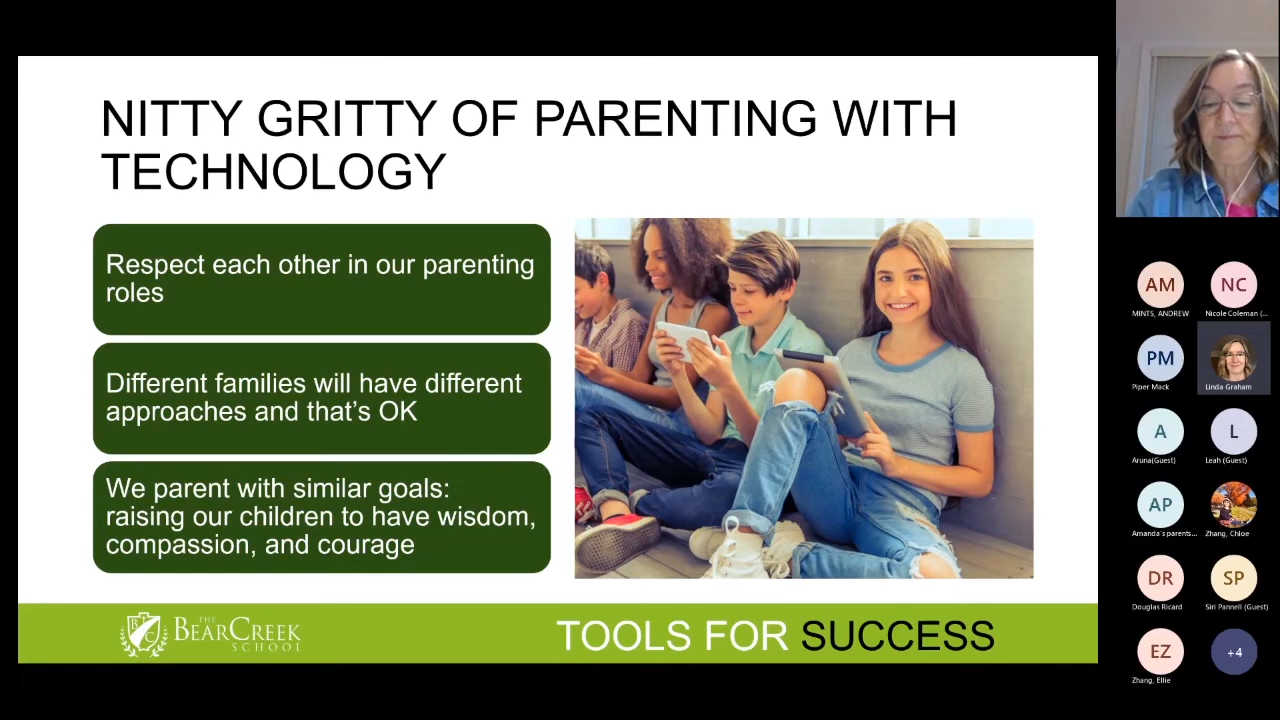 NITTY GRITTY OF PARENTING WITH
TECHNOLOGY
Respect each other in our parenting
roles
Different families will have different
approaches and that's OK
We parent with similar goals:
raising our children to have wisdom,
compassion, and courage
THE
BEAR CREEK
SCHOOL
TOOLS FOR SUCCESS
AM
MINTS, ANDREW
NC
Nicole Coleman (...
PM
Piper Mack
Linda Graham
A
Aruna(Guest)
L
Leah (Guest)
AP
Amanda's parents...
Zhang, Chloe
DR
Douglas Ricard
SP
Siri Pannell (Guest)
EZ
Zhang, Ellie
+4